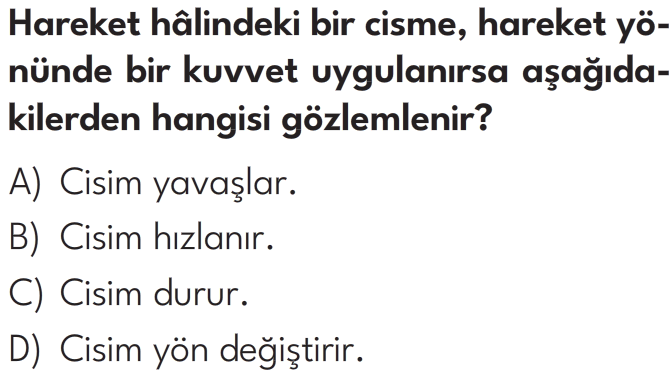 Hareket hâlindeki bir cisme, hareket yö-
nünde bir kuvvet uygulanırsa aşağıda-
kilerden hangisi gözlemlenir?
A) Cisim yavaşlar.
B) Cisim hızlanır.
C) Cisim durur.
D) Cisim yön değiştirir.